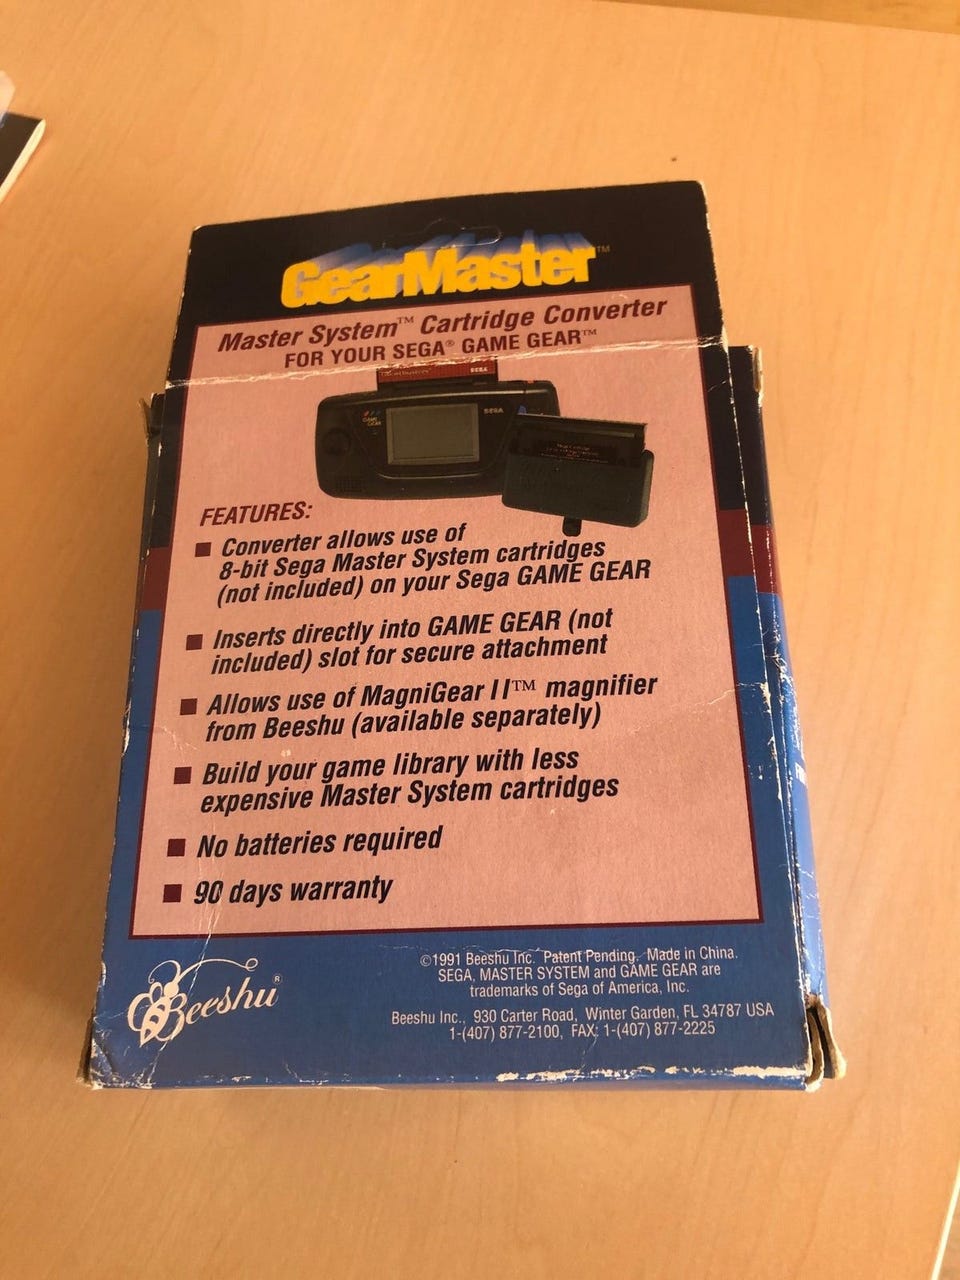 GearMaster™
Master System™ Cartridge Converter
FOR YOUR SEGA® GAME GEAR™
SEGA
SEGA
GAME
GEAR
FEATURES:
■ Converter allows use of
8-bit Sega Master System cartridges
(not included) on your Sega GAME GEAR
■ Inserts directly into GAME GEAR (not
included) slot for secure attachment
■ Allows use of MagniGear II™ magnifier
from Beeshu (available separately)
■ Build your game library with less
expensive Master System cartridges
■ No batteries required
■ 90 days warranty
Beeshu®
©1991 Beeshu Inc. Patent Pending. Made in China.
SEGA, MASTER SYSTEM and GAME GEAR are
trademarks of Sega of America, Inc.
Beeshu Inc., 930 Carter Road, Winter Garden, FL 34787 USA
1-(407) 877-2100, FAX: 1-(407) 877-2225